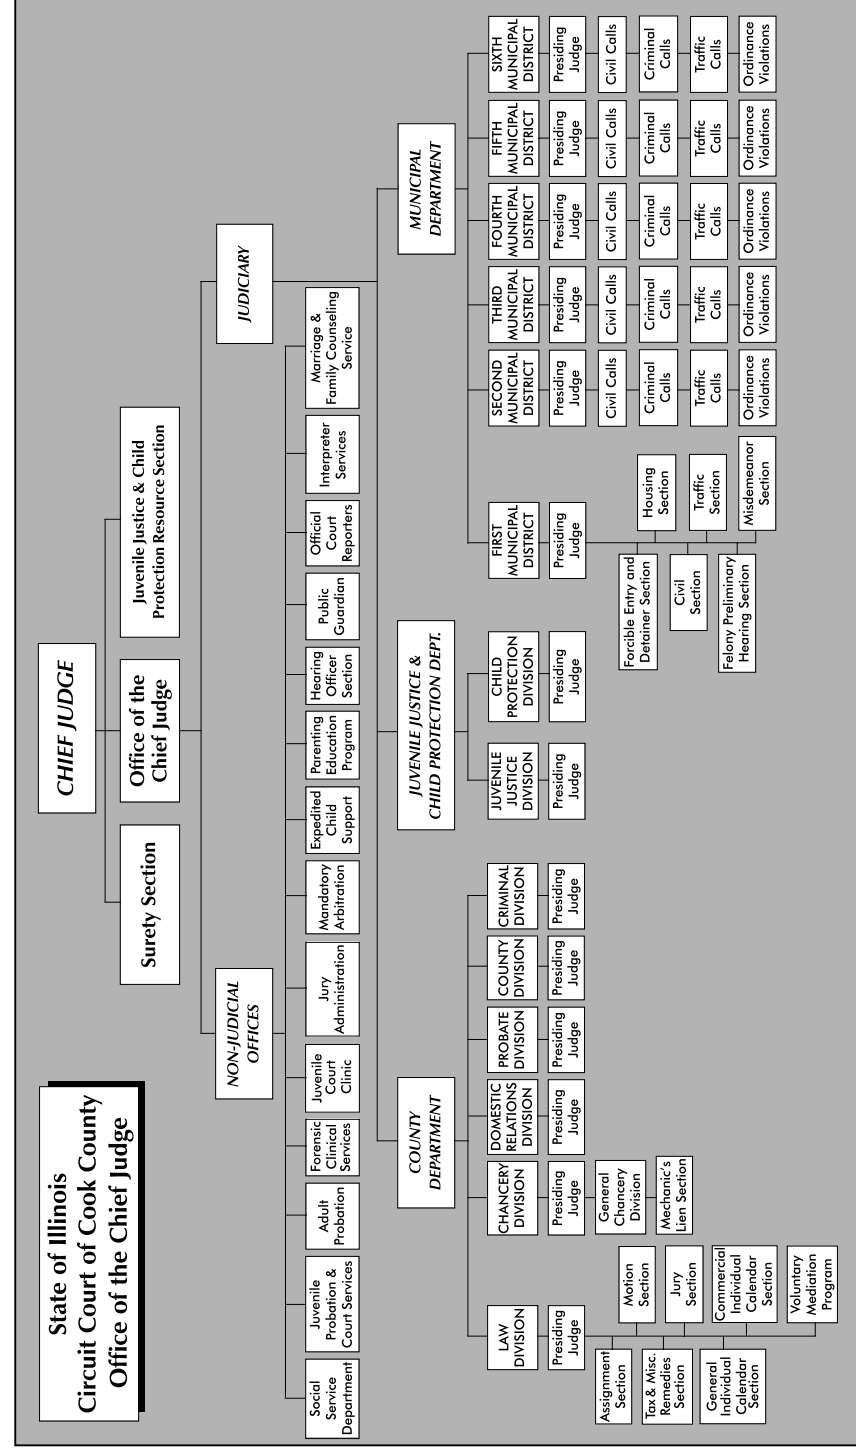 State of Illinois
Circuit Court of Cook County
Office of the Chief Judge
CHIEF JUDGE
Surety Section
Office of the
Chief Judge
Juvenile Justice & Child
Protection Resource Section
NON-JUDICIAL
OFFICES
JUDICIARY
Social
Service
Department
Juvenile
Probation &
Court Services
Adult
Probation
Forensic
Clinical
Services
Juvenile
Court
Clinic
Jury
Administration
Mandatory
Arbitration
Expedited
Child
Support
Parenting
Education
Program
Hearing
Officer
Section
Public
Guardian
Official
Court
Reporters
Interpreter
Services
Marriage &
Family Counseling
Service
COUNTY
DEPARTMENT
JUVENILE JUSTICE &
CHILD PROTECTION DEPT.
MUNICIPAL
DEPARTMENT
LAW
DIVISION
Presiding
Judge
Assignment
Section
Motion
Section
Tax & Misc.
Remedies
Section
Jury
Section
General
Individual
Calendar
Section
Commercial
Individual
Calendar
Section
Voluntary
Mediation
Program
CHANCERY
DIVISION
Presiding
Judge
General
Chancery
Division
Mechanic's
Lien Section
DOMESTIC
RELATIONS
DIVISION
Presiding
Judge
PROBATE
DIVISION
Presiding
Judge
COUNTY
DIVISION
Presiding
Judge
CRIMINAL
DIVISION
Presiding
Judge
JUVENILE
JUSTICE
DIVISION
Presiding
Judge
CHILD
PROTECTION
DIVISION
Presiding
Judge
FIRST
MUNICIPAL
DISTRICT
Presiding
Judge
Forcible Entry and
Detainer Section
Housing
Section
Civil
Section
Traffic
Section
Felony Preliminary
Hearing Section
Misdemeanor
Section
SECOND
MUNICIPAL
DISTRICT
Presiding
Judge
Civil Calls
Criminal
Calls
Traffic
Calls
Ordinance
Violations
THIRD
MUNICIPAL
DISTRICT
Presiding
Judge
Civil Calls
Criminal
Calls
Traffic
Calls
Ordinance
Violations
FOURTH
MUNICIPAL
DISTRICT
Presiding
Judge
Civil Calls
Criminal
Calls
Traffic
Calls
Ordinance
Violations
FIFTH
MUNICIPAL
DISTRICT
Presiding
Judge
Civil Calls
Criminal
Calls
Traffic
Calls
Ordinance
Violations
SIXTH
MUNICIPAL
DISTRICT
Presiding
Judge
Civil Calls
Criminal
Calls
Traffic
Calls
Ordinance
Violations